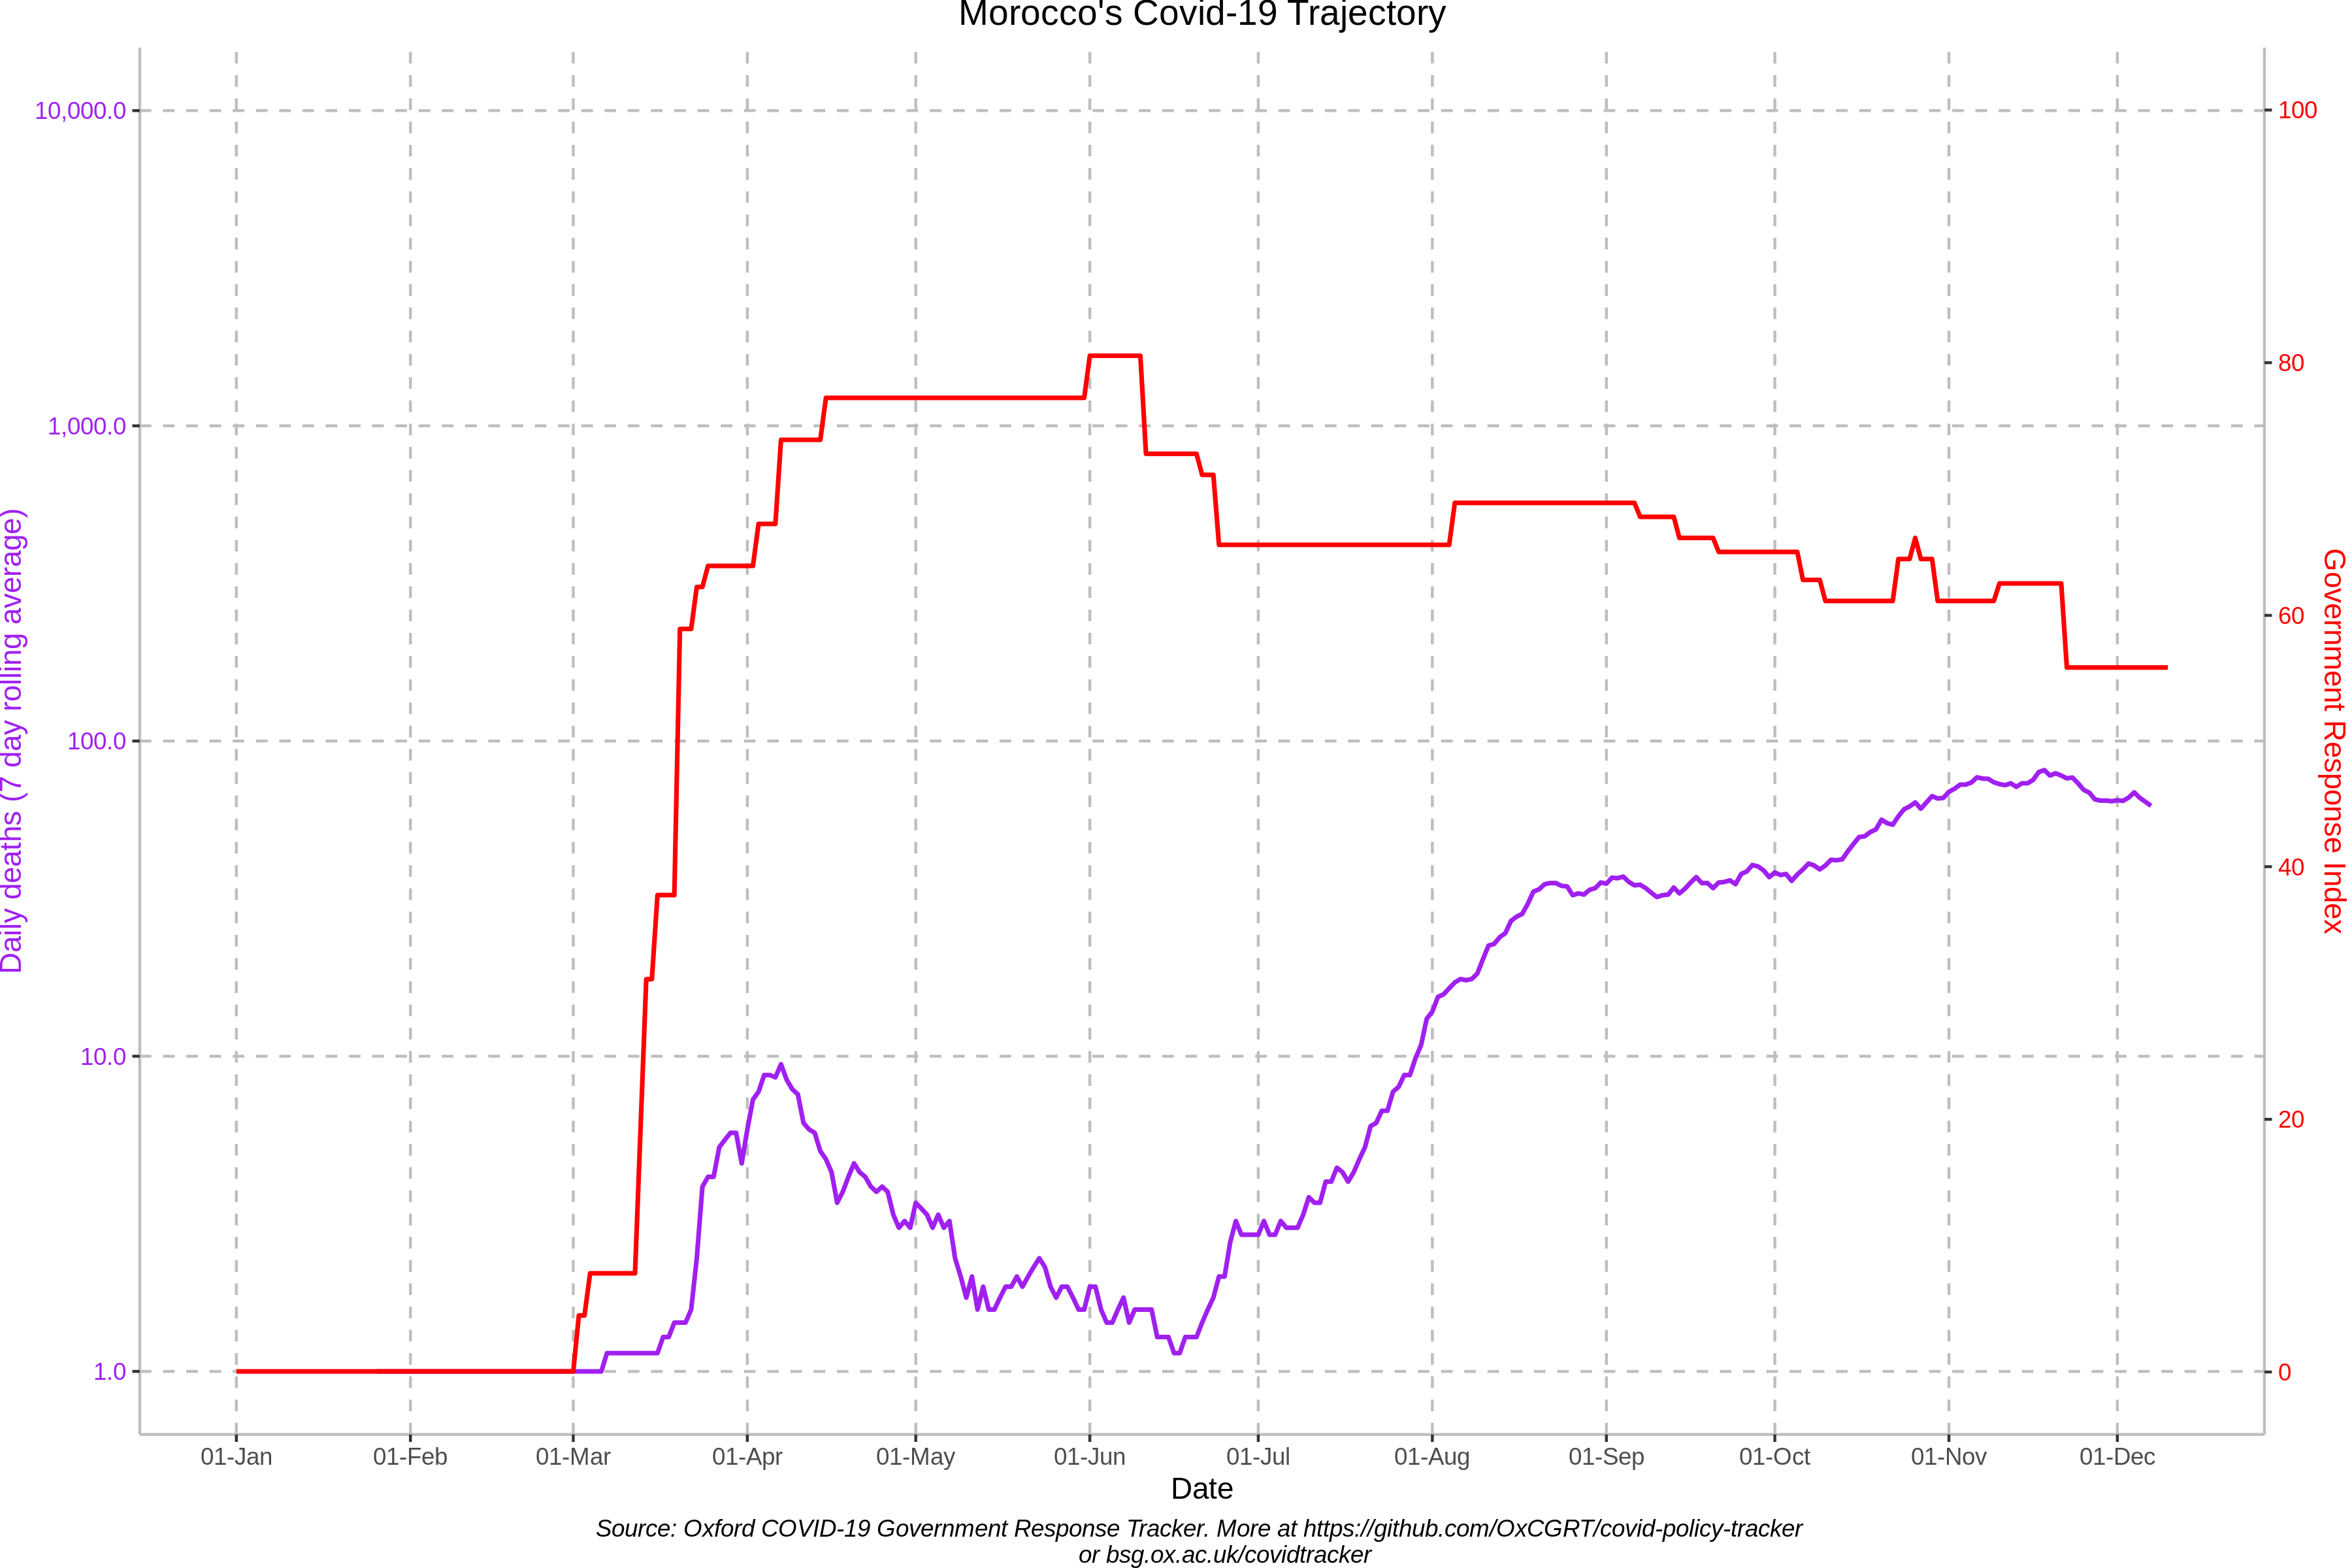 Morocco's Covid-19 Trajectory
10,000.0
1,000.0
100.0
10.0
1.0
Daily deaths (7 day rolling average)
100
80
60
40
20
0
Government Response Index
01-Jan 01-Feb 01-Mar 01-Apr 01-May 01-Jun 01-Jul 01-Aug 01-Sep 01-Oct 01-Nov 01-Dec
Date
Source: Oxford COVID-19 Government Response Tracker. More at https://github.com/OxCGRT/covid-policy-tracker
or bsg.ox.ac.uk/covidtracker